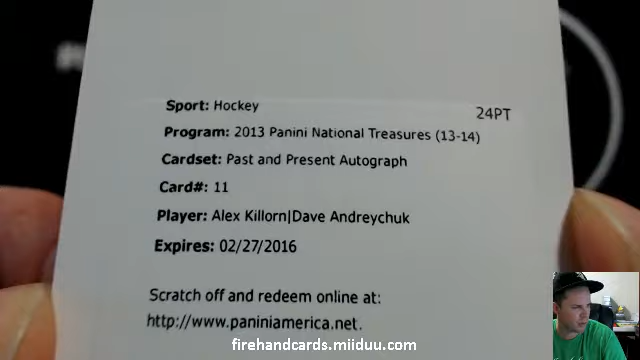 Sport: Hockey
24PT
Program: 2013 Panini National Treasures (13-14)
Cardset: Past and Present Autograph
Card#: 11
Player: Alex Killorn|Dave Andreychuk
Expires: 02/27/2016
Scratch off and redeem online at:
http://www.paniniamerica.net.
firehandcards.miiduu.com